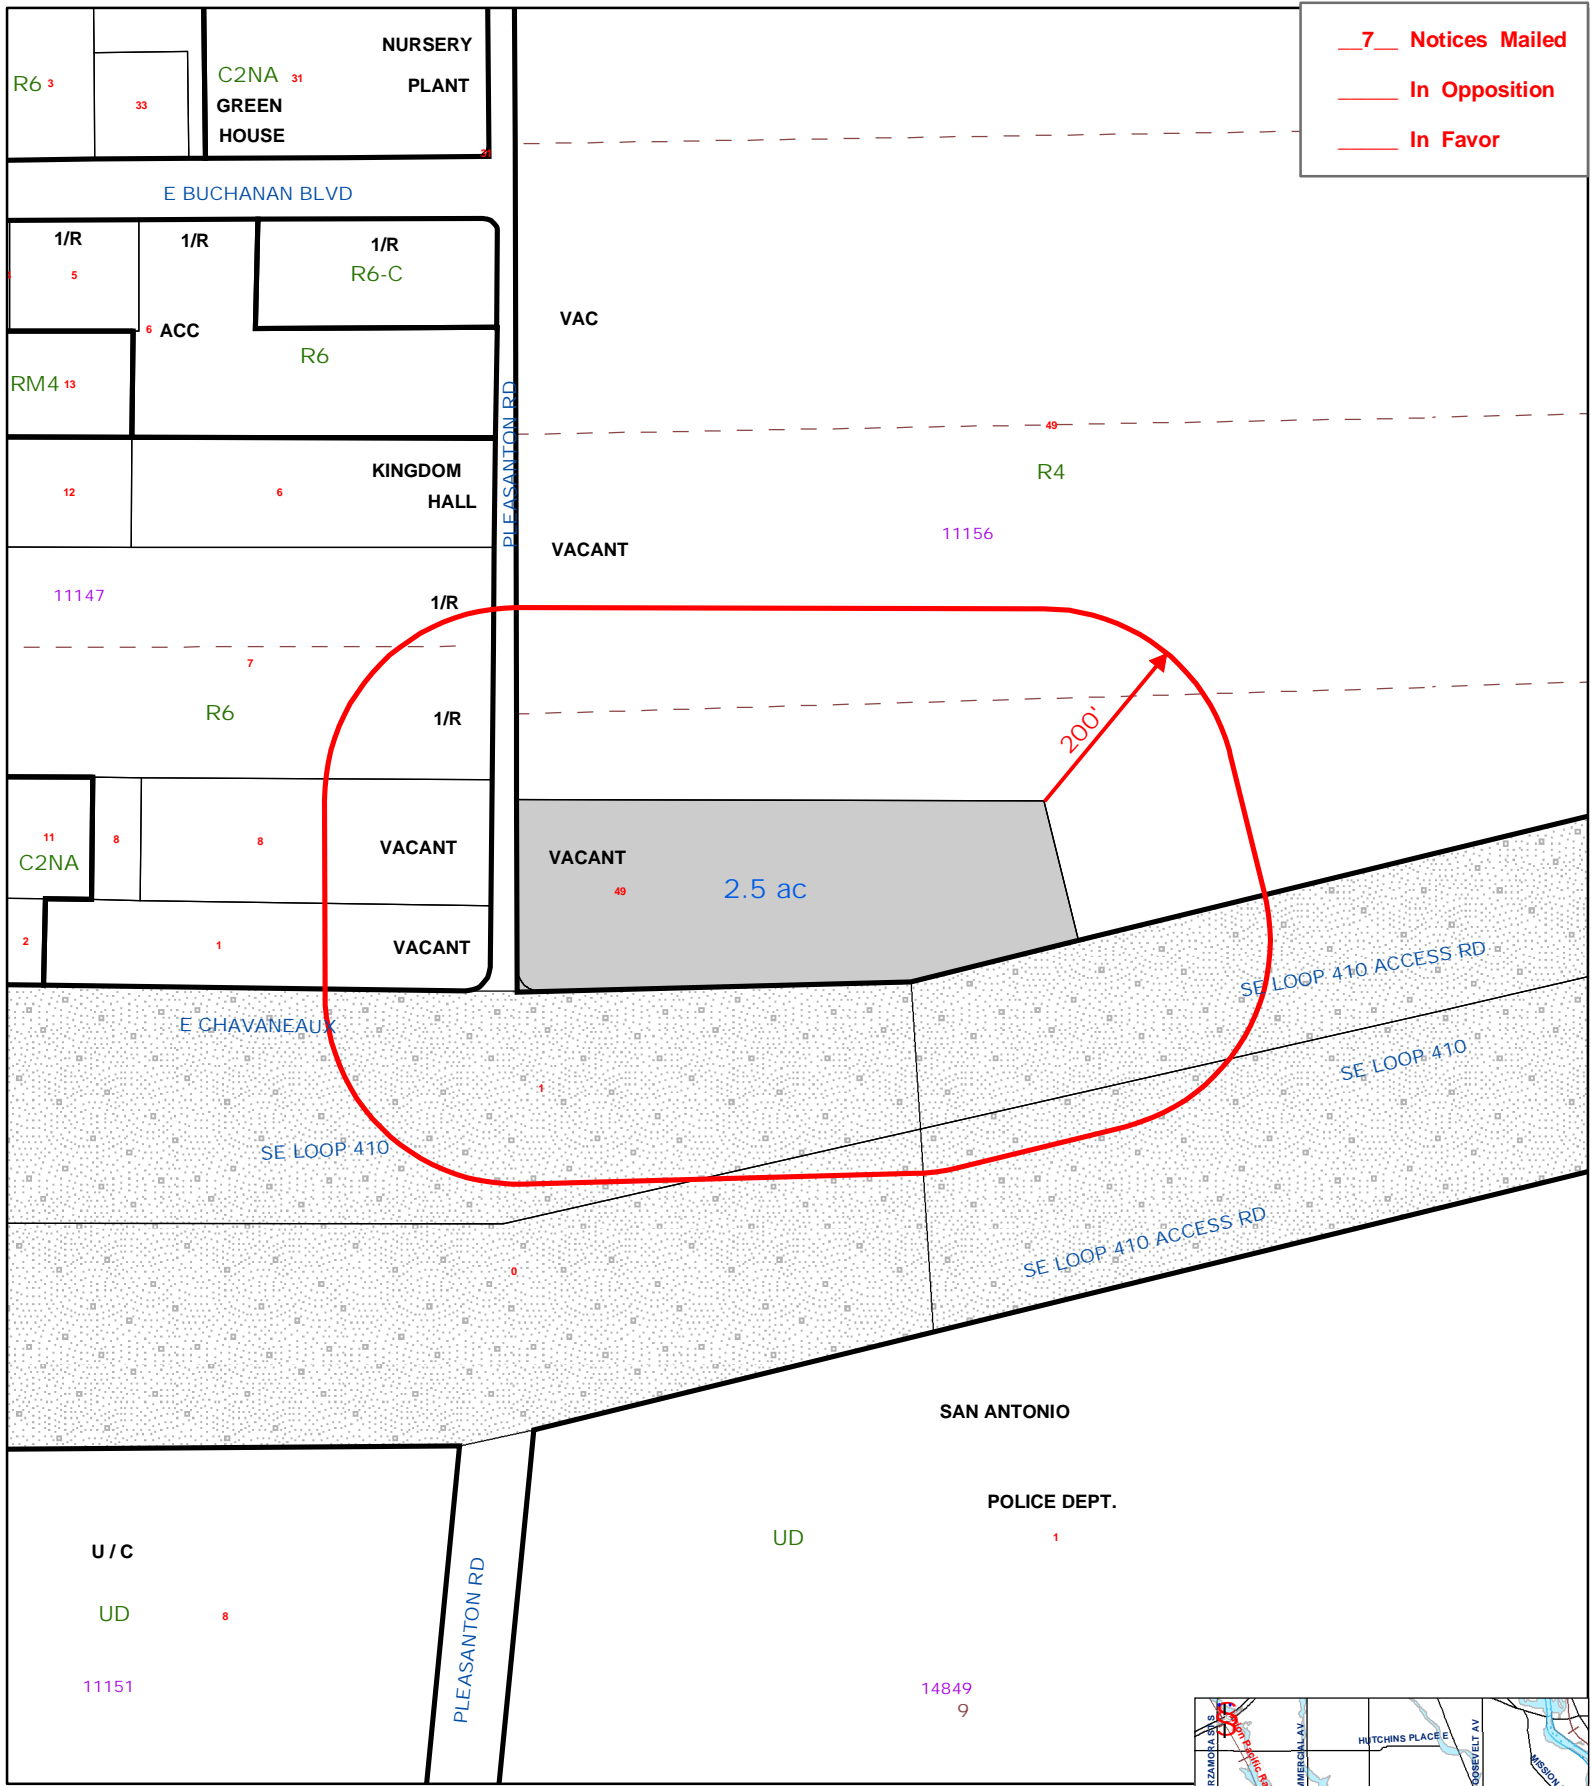 __7__ Notices Mailed
_____ In Opposition
_____ In Favor
R6 3
33
C2NA 31
GREEN
HOUSE
NURSERY
PLANT
31
E BUCHANAN BLVD
1/R
5
1/R
1/R
R6-C
6 ACC
R6
RM4 13
VAC
PLEASANTON RD
49
R4
11156
12
6
KINGDOM
HALL
VACANT
11147
1/R
7
R6
1/R
200'
11
C2NA
8
8
VACANT
VACANT
49
2.5 ac
2
1
VACANT
SE LOOP 410 ACCESS RD
E CHAVANEAUX
SE LOOP 410
1
SE LOOP 410
SE LOOP 410 ACCESS RD
0
SAN ANTONIO
POLICE DEPT.
1
UD
U / C
UD
8
11151
PLEASANTON RD
14849
9
HUTCHINS PLACE E